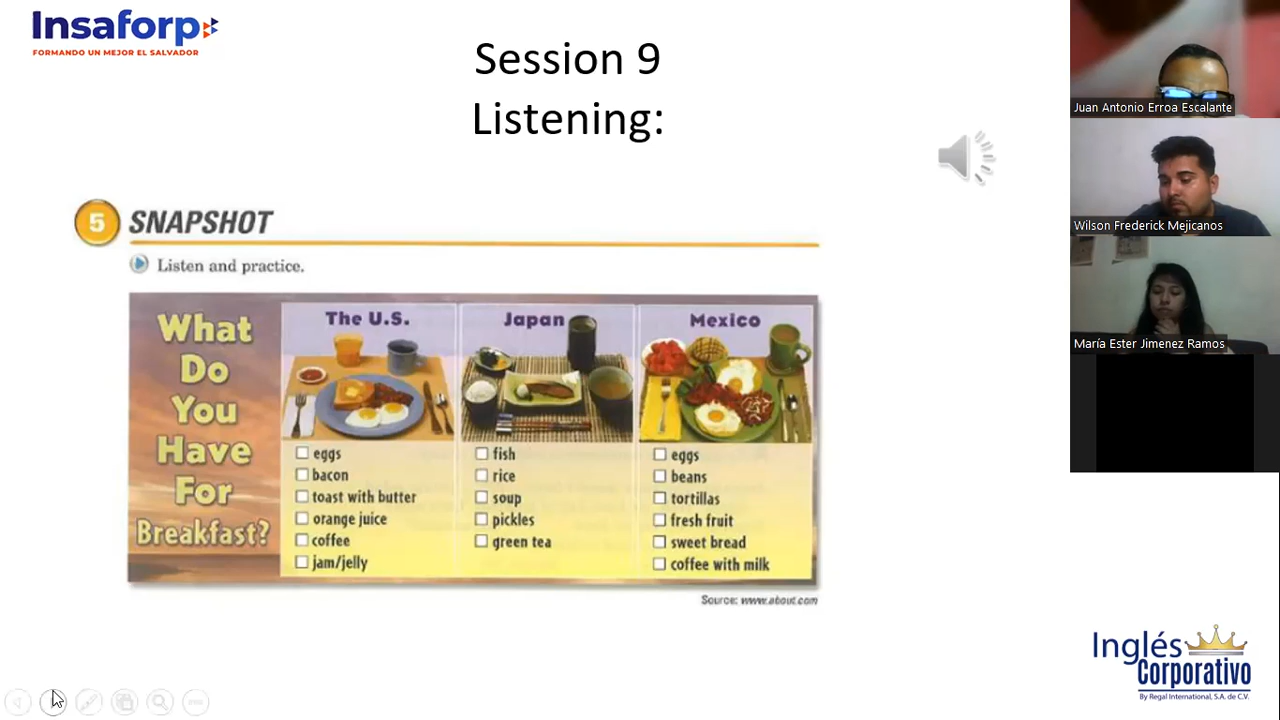 Insaforp
FORMANDO UN MEJOR EL SALVADOR
Session 9
Listening:
5 SNAPSHOT
Listen and practice.
What
Do
You
Have
For
Breakfast?
The U.S.
eggs
bacon
toast with butter
orange juice
coffee
jam/jelly
Japan
fish
rice
soup
pickles
green tea
Mexico
eggs
beans
tortillas
fresh fruit
sweet bread
coffee with milk
Source: www.about.com
Juan Antonio Erroa Escalante
Wilson Frederick Mejicanos
María Ester Jimenez Ramos
Inglés
Corporativo
By Regal International, S.A. de C.V.